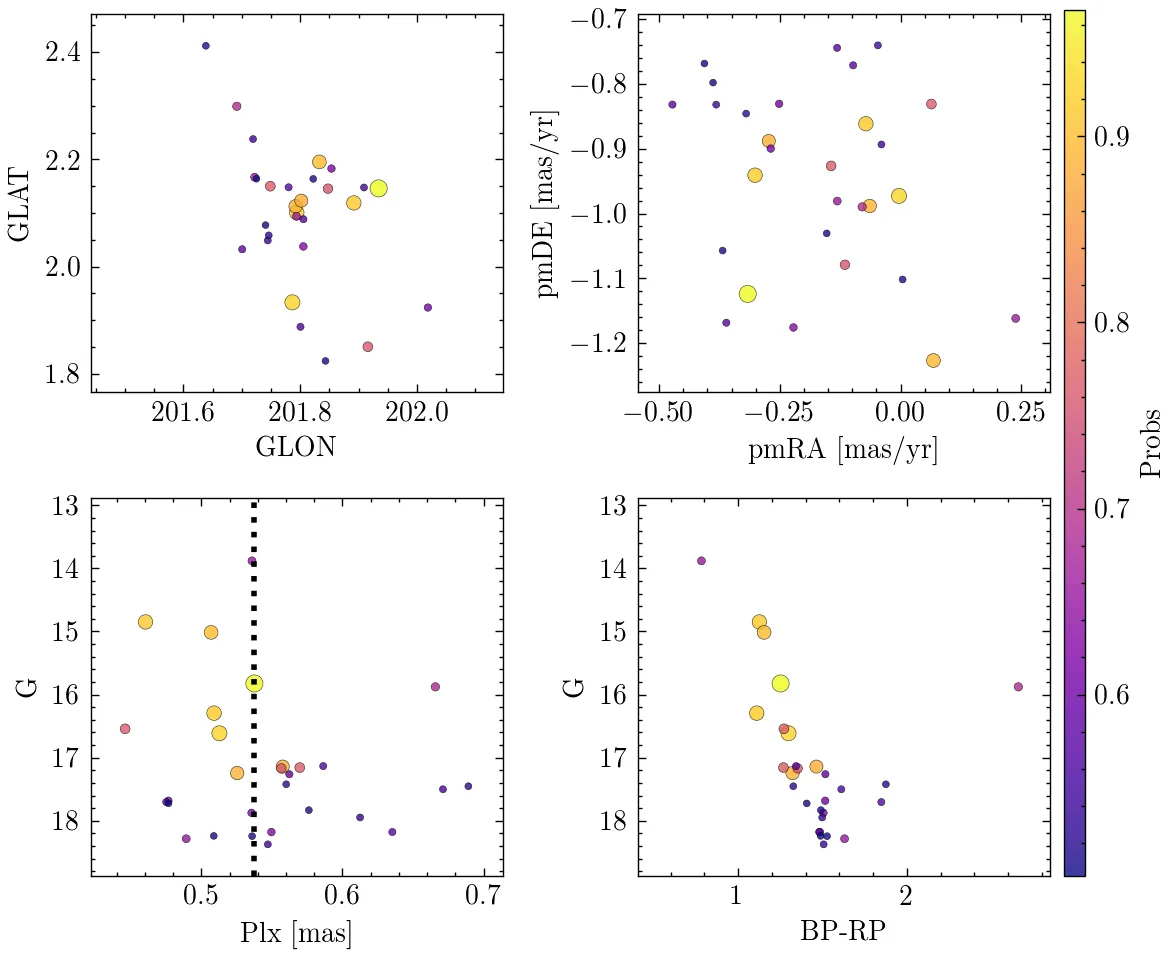 2.4
2.2
2.0
1.8
GLAT
201.6 201.8 202.0
GLON
−0.7
−0.8
−0.9
−1.0
−1.1
−1.2
pmDE [mas/yr]
−0.50 −0.25 0.00 0.25
pmRA [mas/yr]
13
14
15
16
17
18
G
0.5 0.6 0.7
Plx [mas]
13
14
15
16
17
18
G
1 2
BP-RP
0.9
0.8
0.7
0.6
Probs